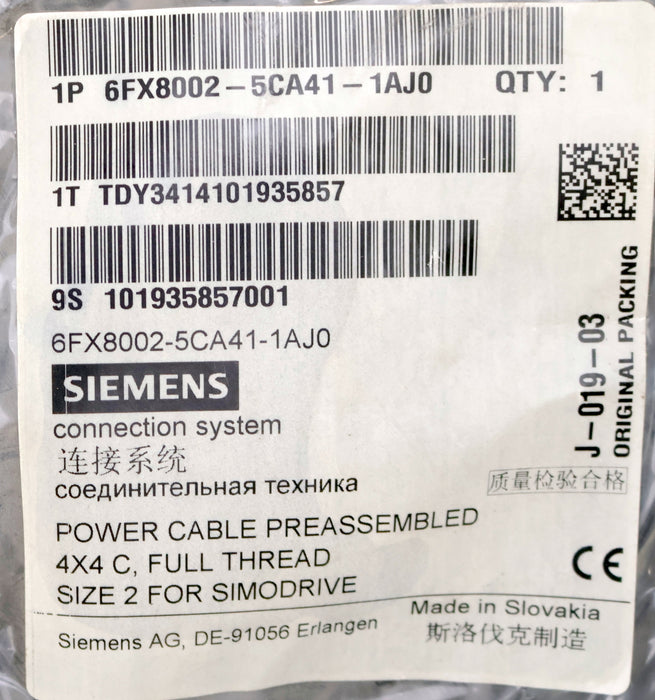 1P 6FX8002-5CA41-1AJ0 QTY: 1
1T TDY3414101935857
9S 101935857001
6FX8002-5CA41-1AJ0
SIEMENS
connection system
连接系统
соединительная техника
J-019-03
ORIGINAL PACKING
质量检验合格
POWER CABLE PREASSEMBLED
4X4 C, FULL THREAD
SIZE 2 FOR SIMODRIVE
CE
Siemens AG, DE-91056 Erlangen
Made in Slovakia
斯洛伐克制造